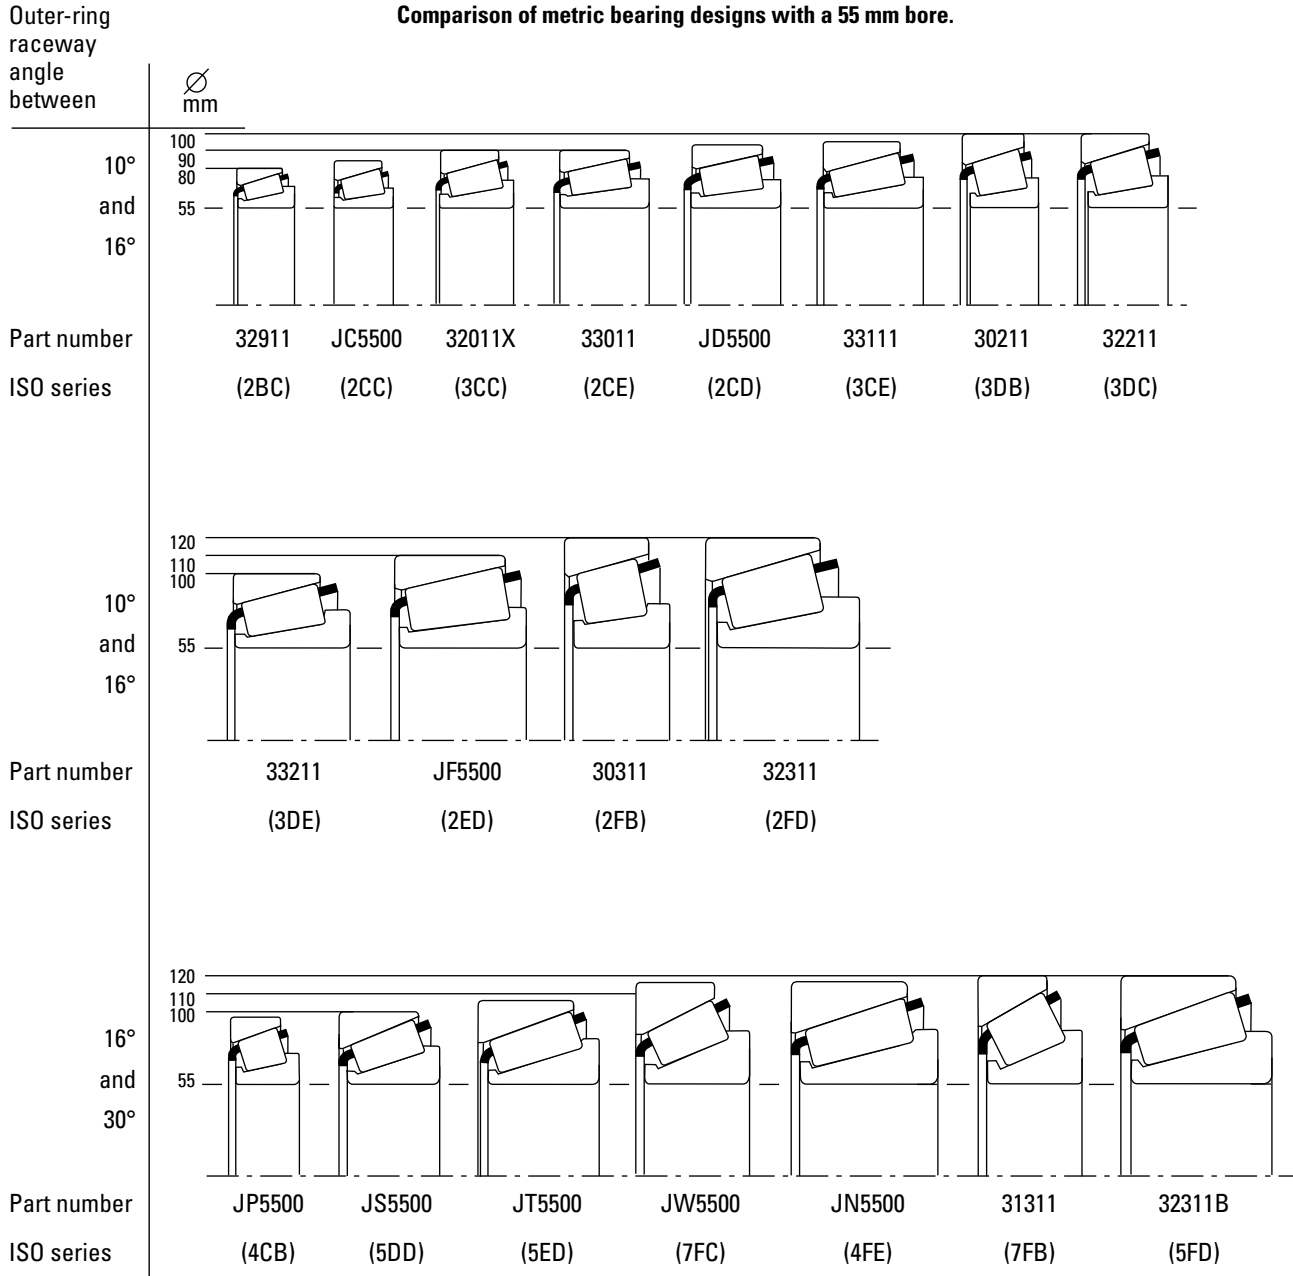 Outer-ring
raceway
angle
between
Comparison of metric bearing designs with a 55 mm bore.
∅
mm
10°
and
16°
100
90
80
55
Part number 32911 JC5500 32011X 33011 JD5500 33111 30211 32211
ISO series (2BC) (2CC) (3CC) (2CE) (2CD) (3CE) (3DB) (3DC)
10°
and
16°
120
110
100
55
Part number 33211 JF5500 30311 32311
ISO series (3DE) (2ED) (2FB) (2FD)
16°
and
30°
120
110
100
55
Part number JP5500 JS5500 JT5500 JW5500 JN5500 31311 32311B
ISO series (4CB) (5DD) (5ED) (7FC) (4FE) (7FB) (5FD)